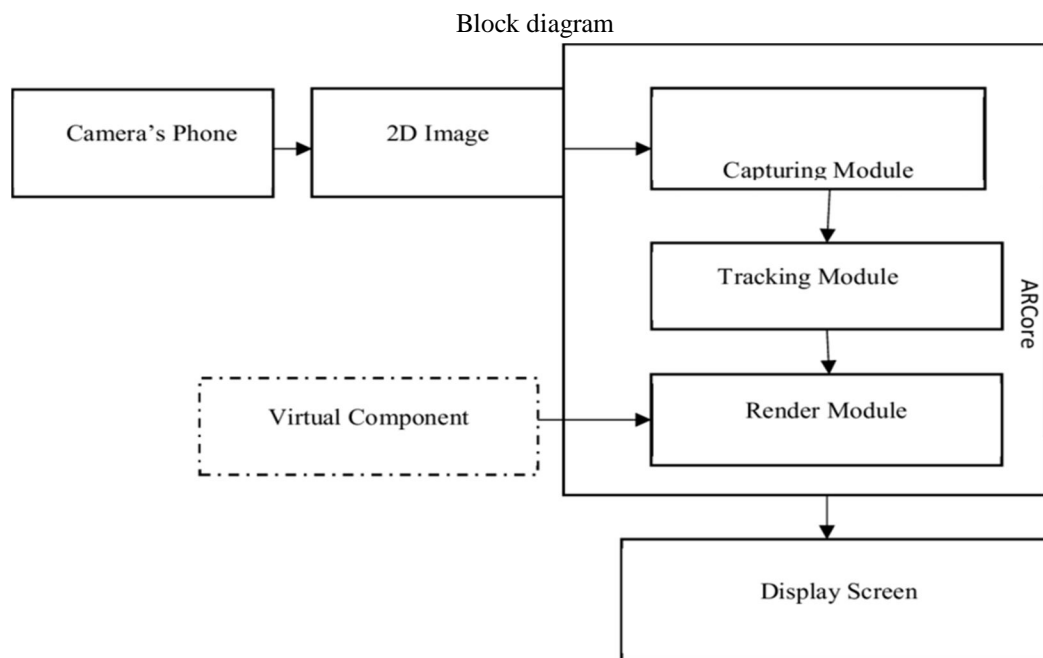 Block diagram
Camera’s Phone
2D Image
Capturing Module
Tracking Module
ARCore
Virtual Component
Render Module
Display Screen